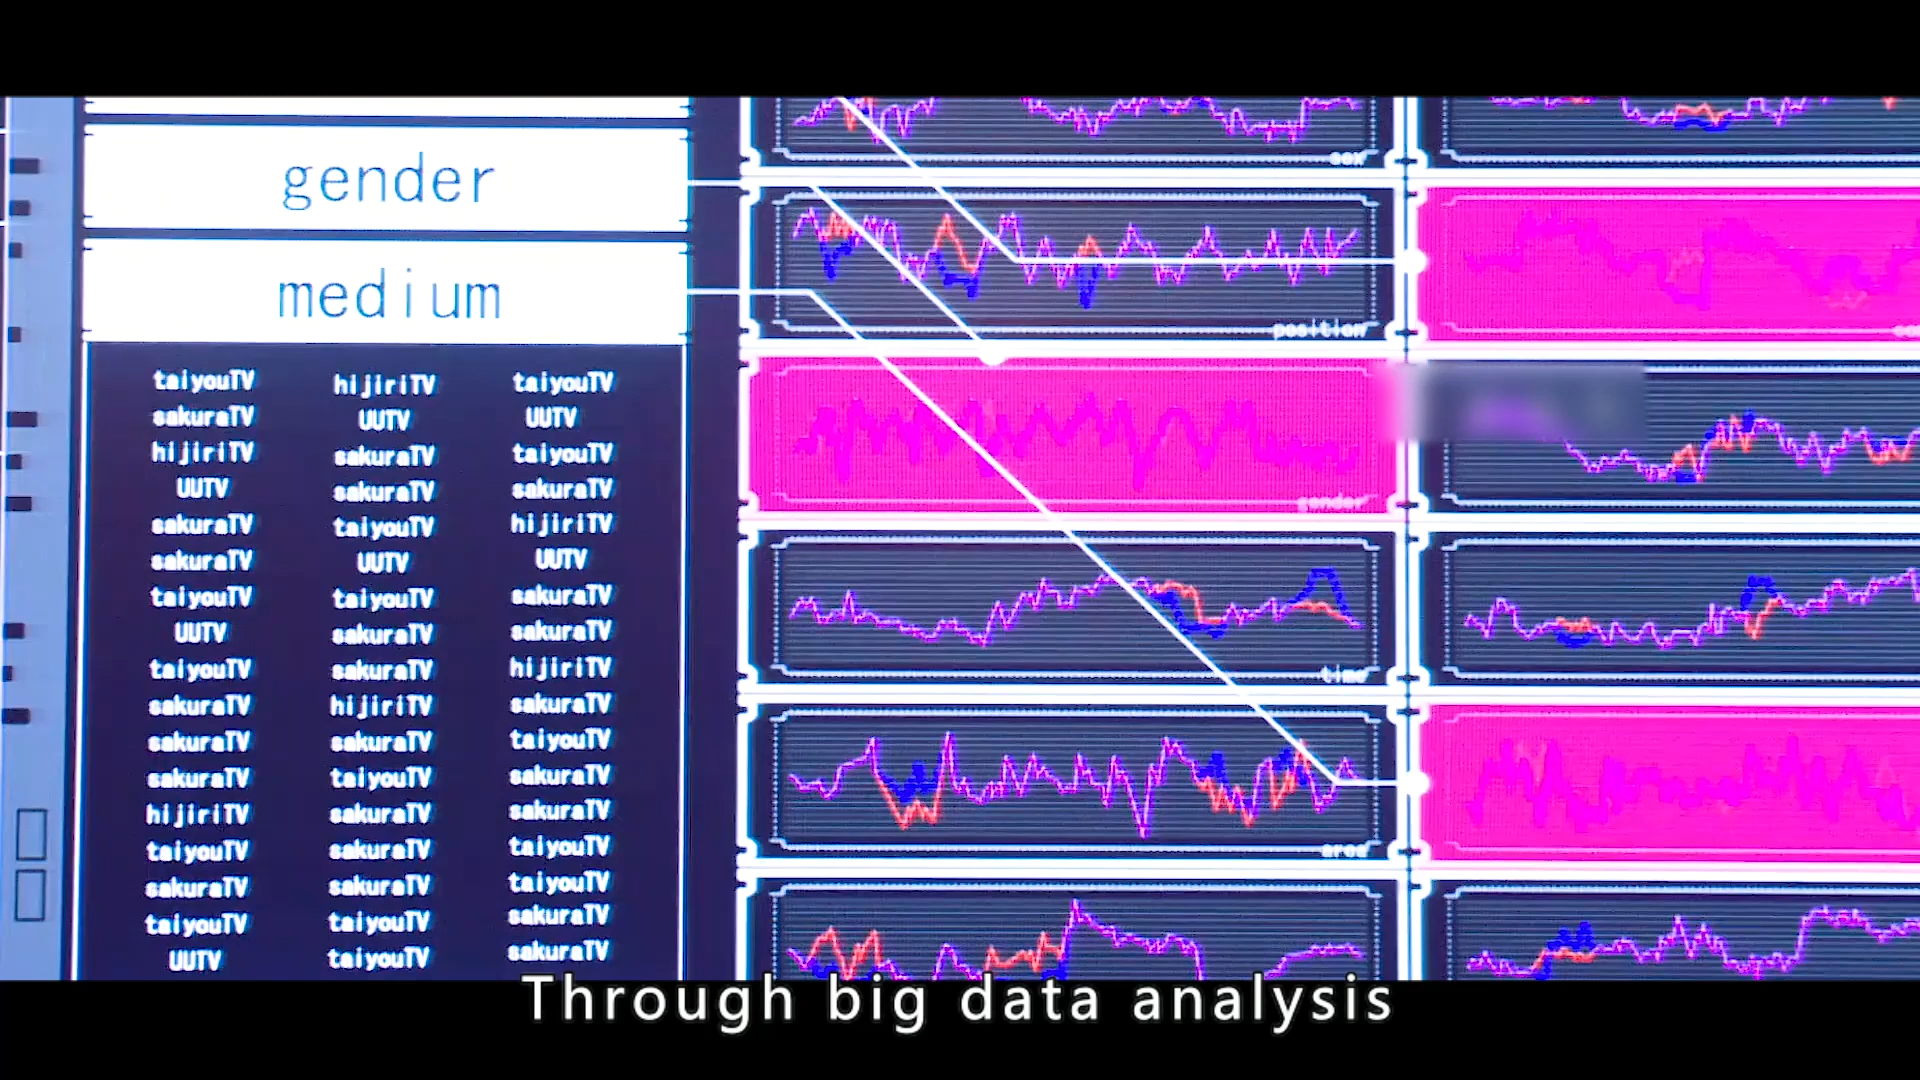 gender
medium
taiyouTV hijiriTV taiyouTV
sakuraTV UUTV UUTV
hijiriTV sakuraTV taiyouTV
UUTV sakuraTV sakuraTV
sakuraTV taiyouTV hijiriTV
sakuraTV UUTV UUTV
taiyouTV taiyouTV sakuraTV
UUTV sakuraTV sakuraTV
taiyouTV sakuraTV hijiriTV
sakuraTV hijiriTV sakuraTV
sakuraTV sakuraTV taiyouTV
sakuraTV taiyouTV sakuraTV
hijiriTV sakuraTV sakuraTV
taiyouTV sakuraTV taiyouTV
sakuraTV sakuraTV taiyouTV
taiyouTV taiyouTV sakuraTV
UUTV taiyouTV sakuraTV
sex
position
gender
time
area
Through big data analysis